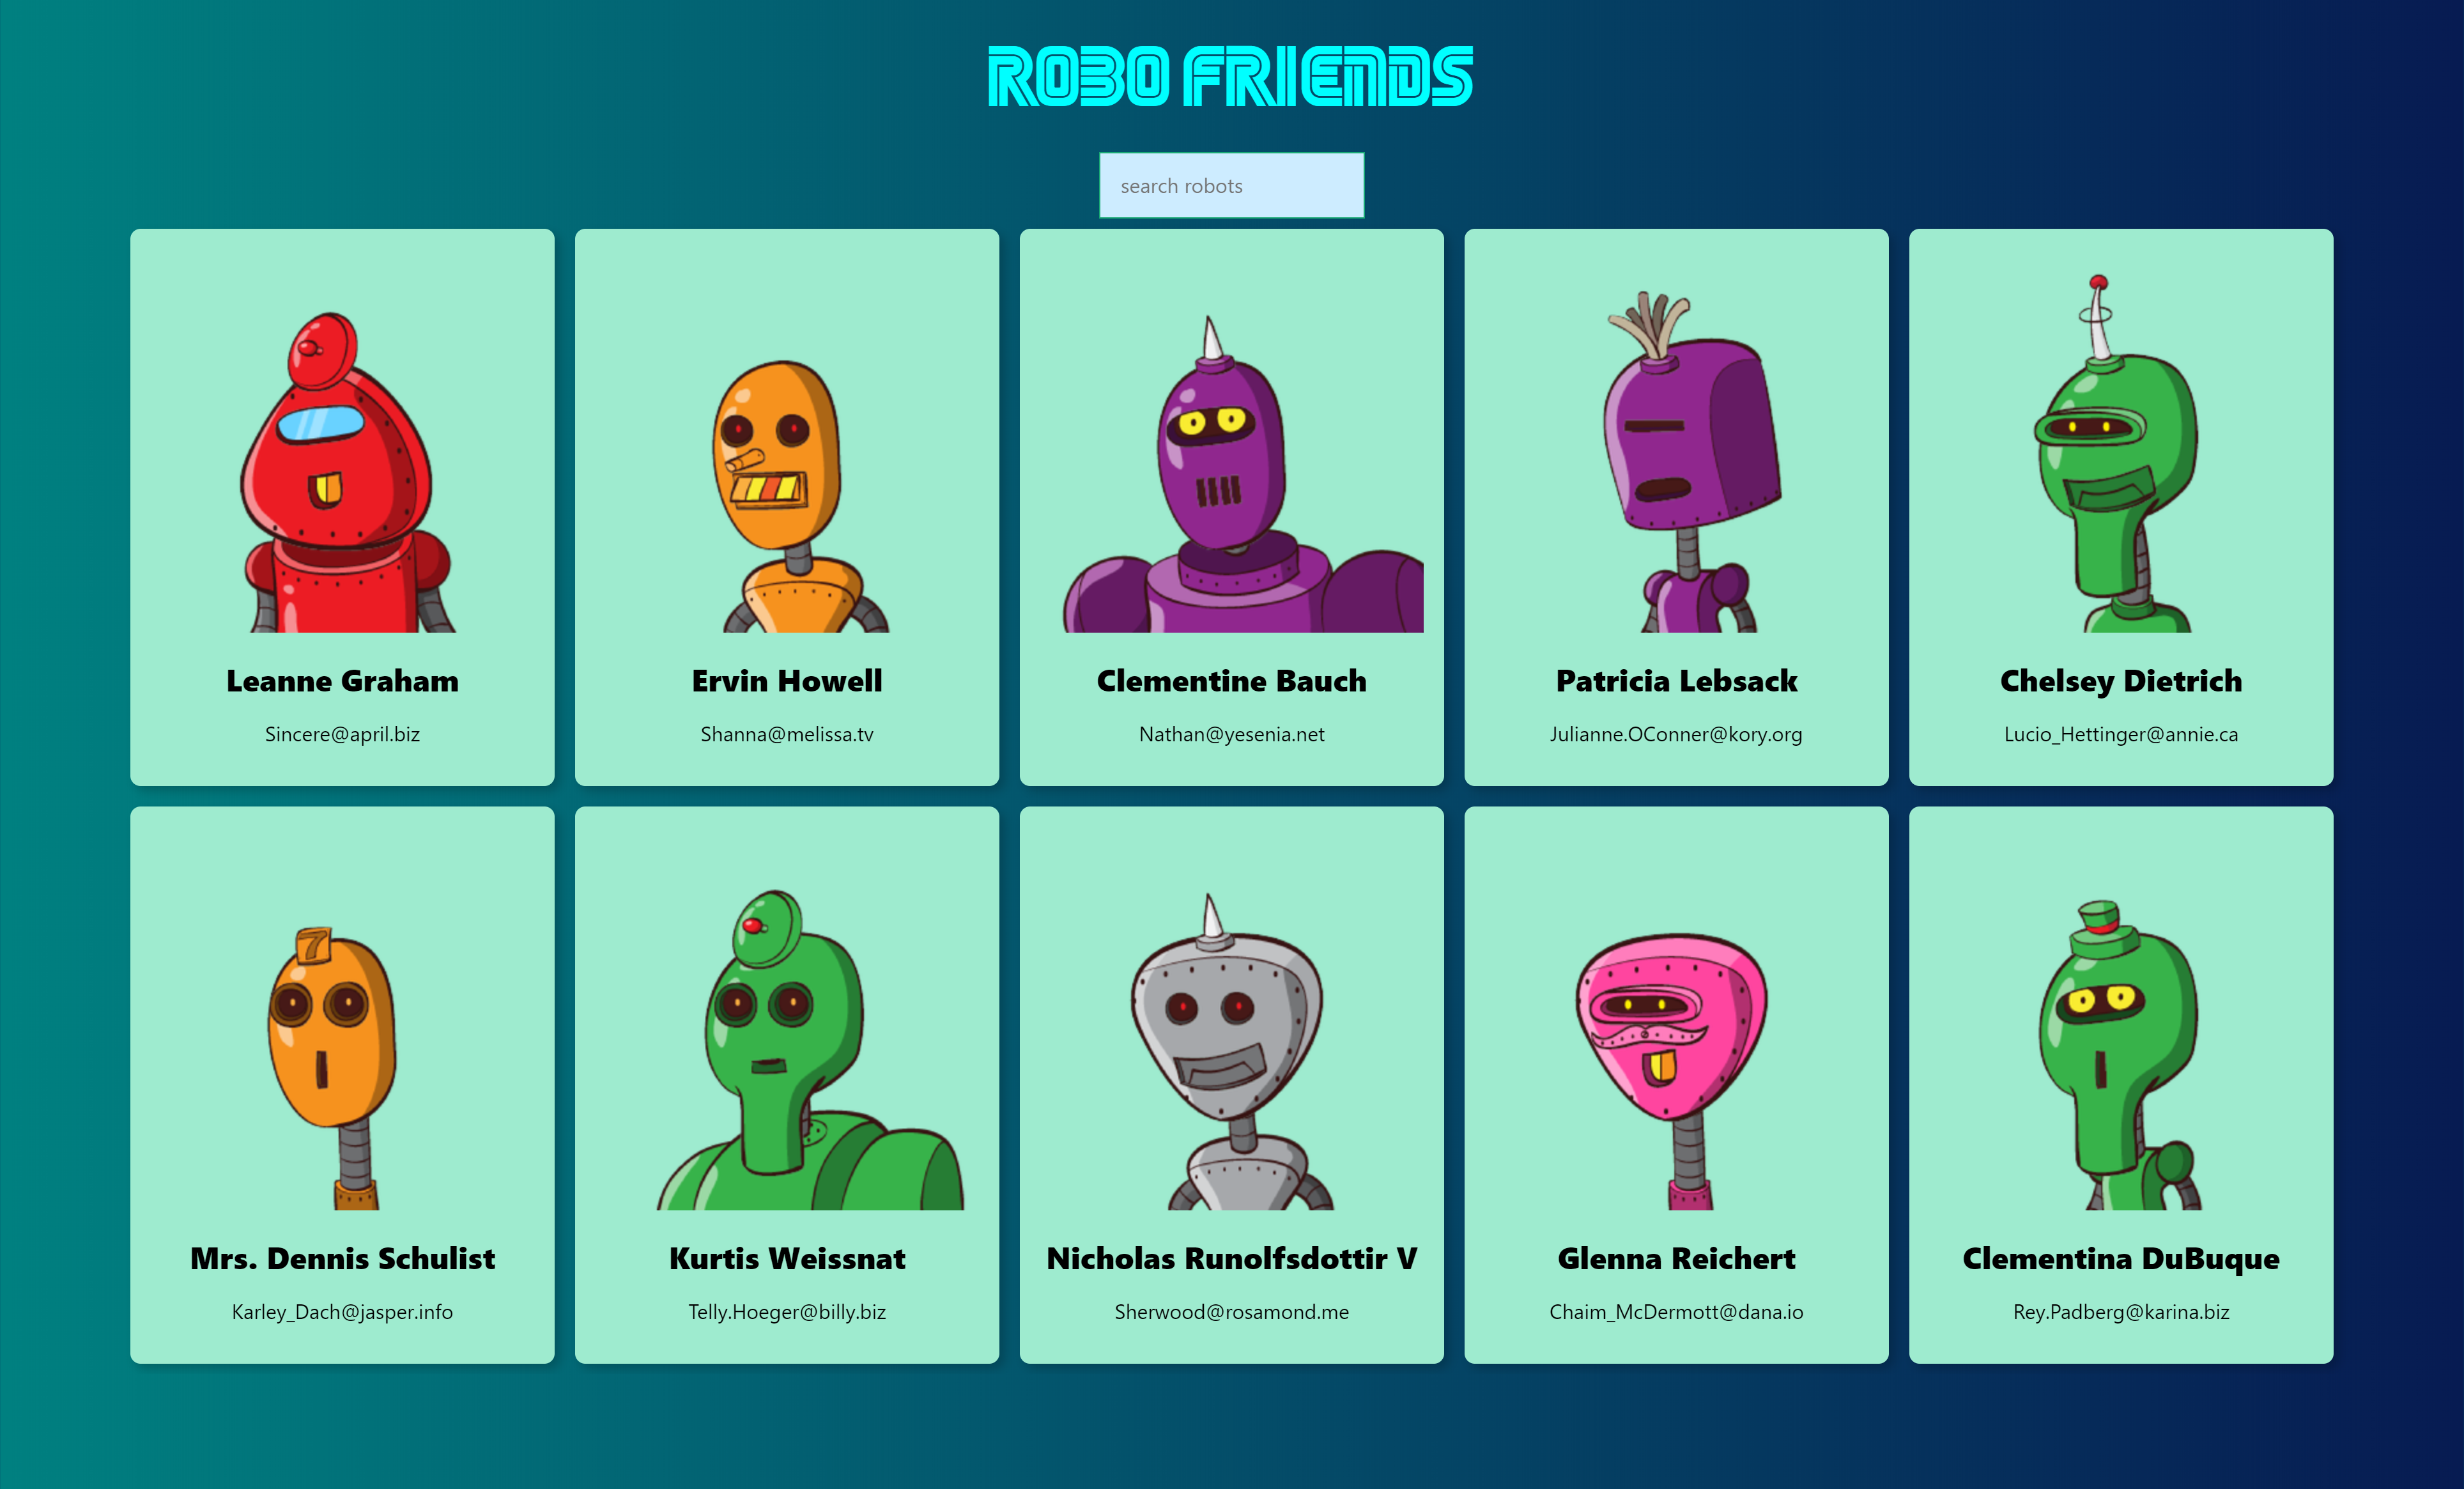 ROBO FRIENDS
search robots
Leanne Graham
Sincere@april.biz
Ervin Howell
Shanna@melissa.tv
Clementine Bauch
Nathan@yesenia.net
Patricia Lebsack
Julianne.OConner@kory.org
Chelsey Dietrich
Lucio_Hettinger@annie.ca
7
Mrs. Dennis Schulist
Karley_Dach@jasper.info
Kurtis Weissnat
Telly.Hoeger@billy.biz
Nicholas Runolfsdottir V
Sherwood@rosamond.me
Glenna Reichert
Chaim_McDermott@dana.io
Clementina DuBuque
Rey.Padberg@karina.biz